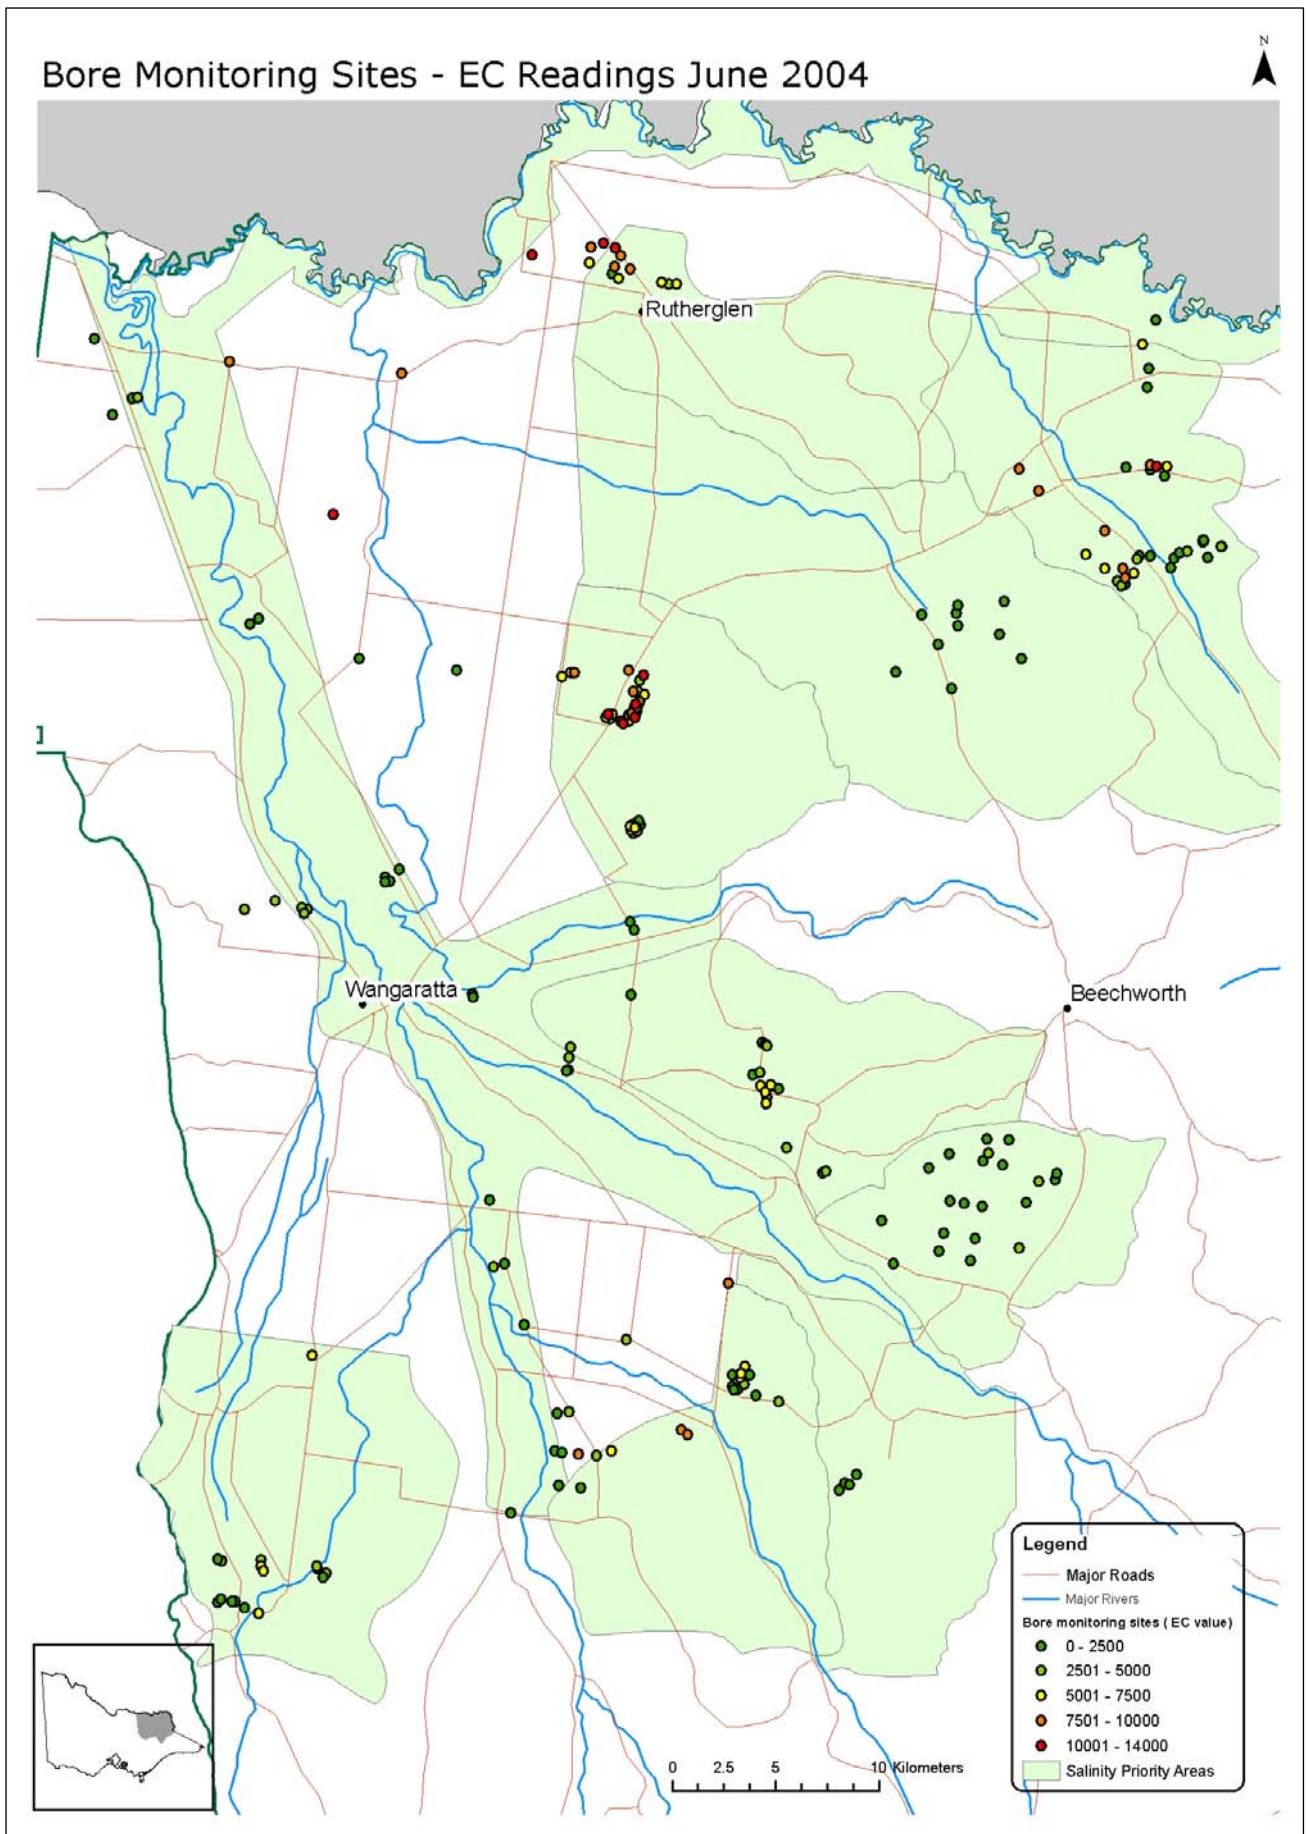 N
Bore Monitoring Sites - EC Readings June 2004
Rutherglen
Wangaratta
Beechworth
Legend
Major Roads
Major Rivers
Bore monitoring sites ( EC value)
0 - 2500
2501 - 5000
5001 - 7500
7501 - 10000
10001 - 14000
Salinity Priority Areas
0 2.5 5 10 Kilometers